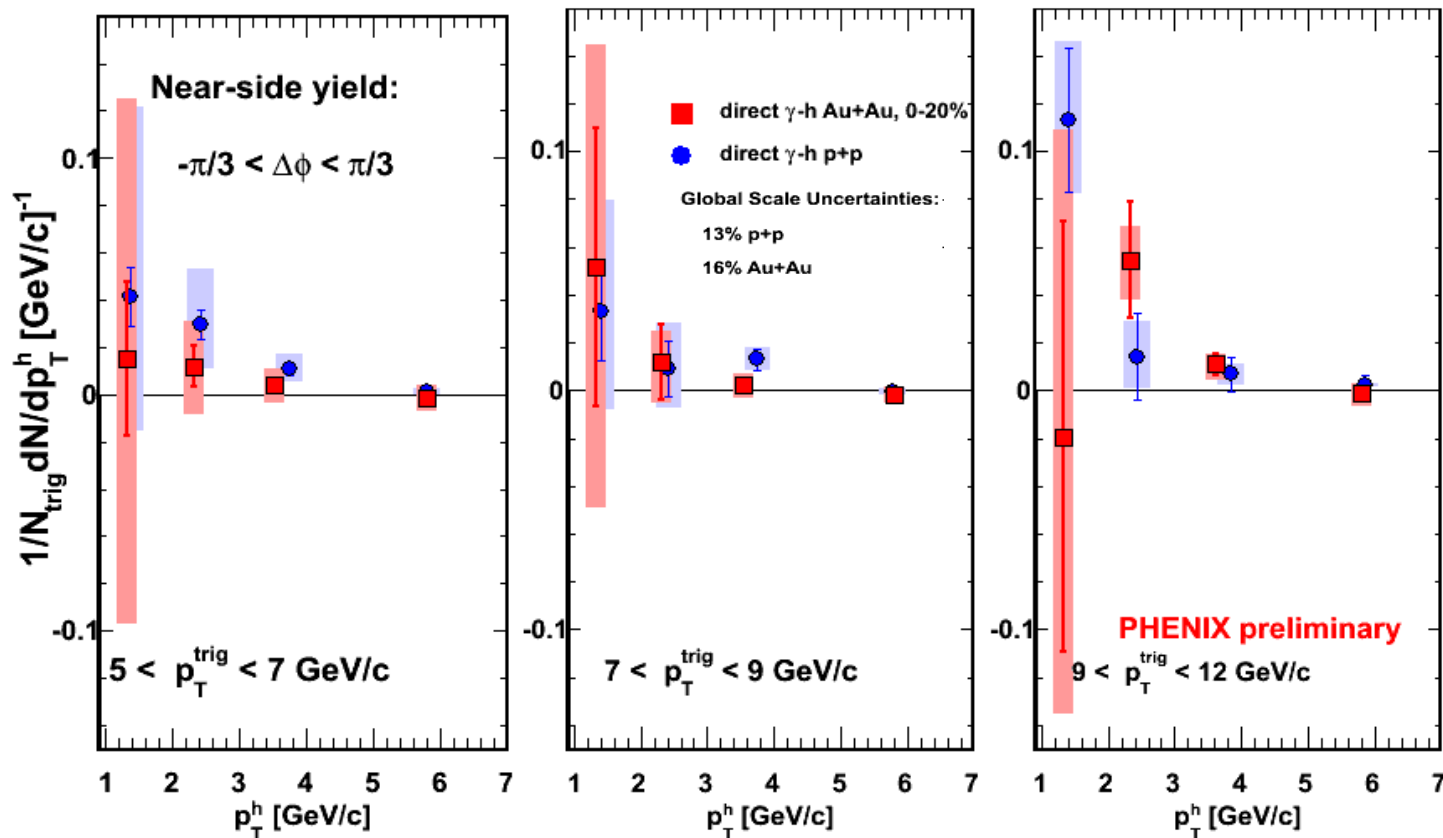 1/N_trig dN/dp_T^h [GeV/c]^-1
Near-side yield:
-π/3 < Δϕ < π/3
0.1
0
-0.1
5 < p_T^trig < 7 GeV/c
1 2 3 4 5 6 7
p_T^h [GeV/c]
direct γ-h Au+Au, 0-20%
direct γ-h p+p
Global Scale Uncertainties:
13% p+p
16% Au+Au
0.1
0
-0.1
7 < p_T^trig < 9 GeV/c
1 2 3 4 5 6 7
p_T^h [GeV/c]
0.1
0
-0.1
PHENIX preliminary
9 < p_T^trig < 12 GeV/c
1 2 3 4 5 6 7
p_T^h [GeV/c]